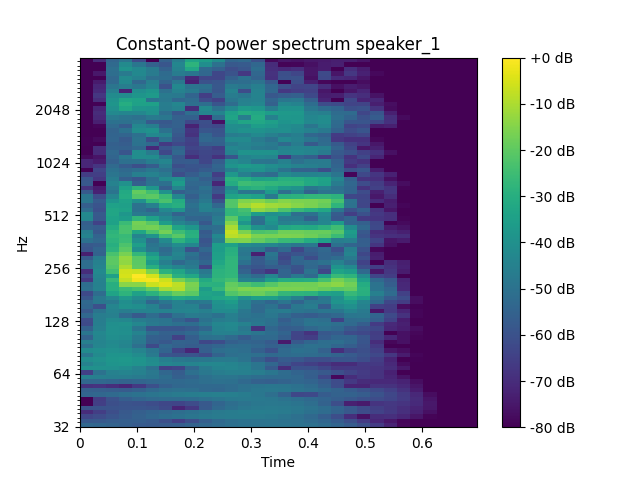 Constant-Q power spectrum speaker_1
Hz
2048
1024
512
256
128
64
32
0
0.1
0.2
0.3
0.4
0.5
0.6
Time
+0 dB
-10 dB
-20 dB
-30 dB
-40 dB
-50 dB
-60 dB
-70 dB
-80 dB